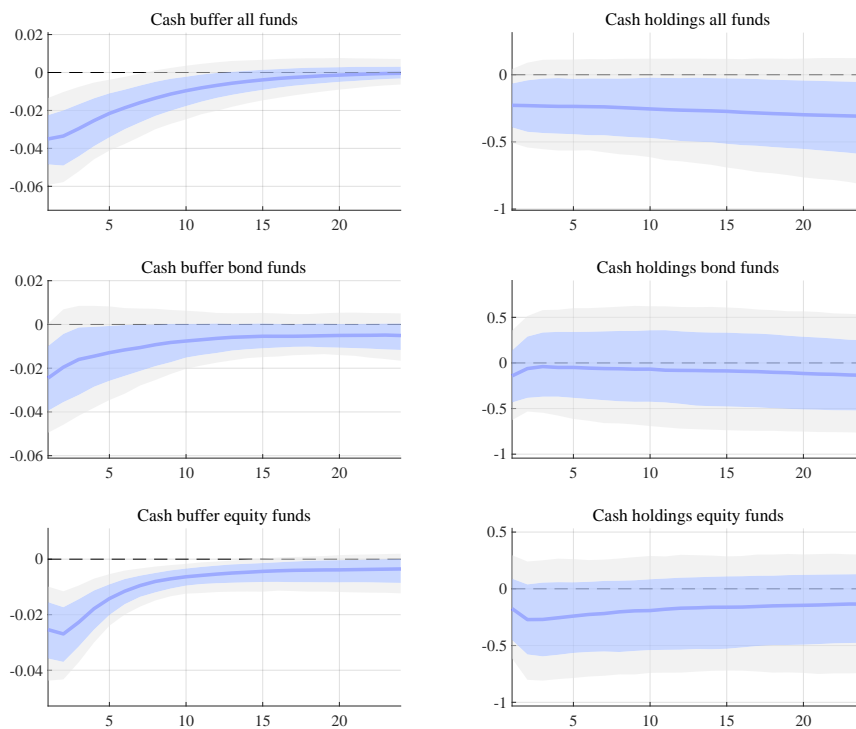 Cash buffer all funds
0.02
0
-0.02
-0.04
-0.06
5 10 15 20
Cash holdings all funds
0
-0.5
-1
5 10 15 20
Cash buffer bond funds
0.02
0
-0.02
-0.04
-0.06
5 10 15 20
Cash holdings bond funds
0.5
0
-0.5
-1
5 10 15 20
Cash buffer equity funds
0
-0.02
-0.04
5 10 15 20
Cash holdings equity funds
0.5
0
-0.5
-1
5 10 15 20